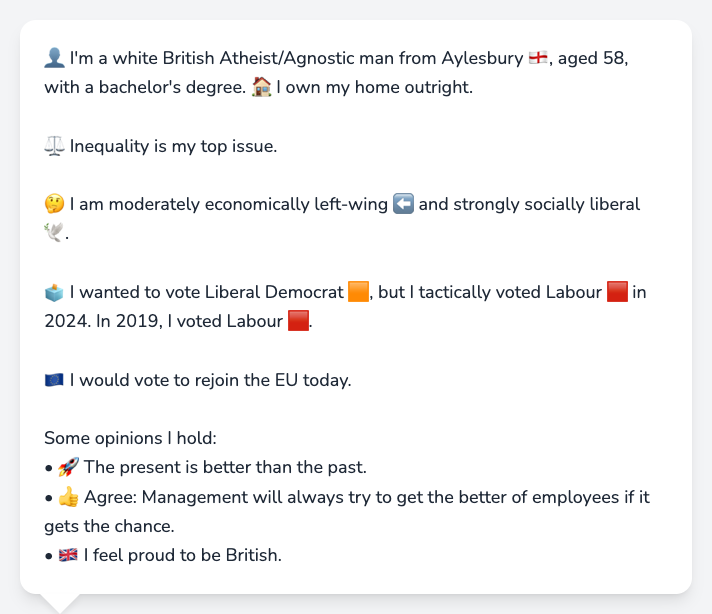 👤 I'm a white British Atheist/Agnostic man from Aylesbury 🏴󠁧󠁢󠁥󠁮󠁧󠁿, aged 58,
with a bachelor's degree. 🏠 I own my home outright.
⚖️ Inequality is my top issue.
🤔 I am moderately economically left-wing ⬅️ and strongly socially liberal
🕊️.
🗳️ I wanted to vote Liberal Democrat 🟧, but I tactically voted Labour 🟥 in
2024. In 2019, I voted Labour 🟥.
🇪🇺 I would vote to rejoin the EU today.
Some opinions I hold:
• 🚀 The present is better than the past.
• 👍 Agree: Management will always try to get the better of employees if it
gets the chance.
• 🇬🇧 I feel proud to be British.